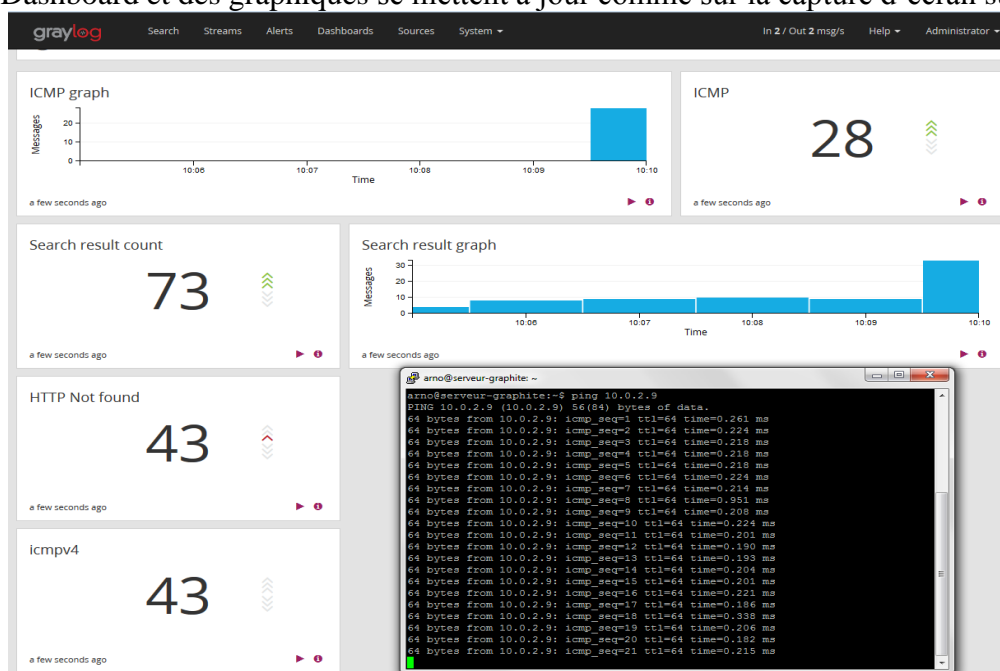 Dashboard et des graphiques se mettent à jour comme sur la capture d'écran
graylog Search Streams Alerts Dashboards Sources System In 2 / Out 2 msg/s Help Administrator
ICMP graph
Messages
20
10
0
10:06 10:07 10:08 10:09 10:10
Time
a few seconds ago
ICMP
28
a few seconds ago
Search result count
73
a few seconds ago
Search result graph
Messages
30
20
10
0
10:06 10:07 10:08 10:09 10:10
Time
a few seconds ago
HTTP Not found
43
a few seconds ago
icmpv4
43
a few seconds ago
arno@serveur-graphite: ~
arno@serveur-graphite:~$ ping 10.0.2.9
PING 10.0.2.9 (10.0.2.9) 56(84) bytes of data.
64 bytes from 10.0.2.9: icmp_seq=1 ttl=64 time=0.261 ms
64 bytes from 10.0.2.9: icmp_seq=2 ttl=64 time=0.224 ms
64 bytes from 10.0.2.9: icmp_seq=3 ttl=64 time=0.218 ms
64 bytes from 10.0.2.9: icmp_seq=4 ttl=64 time=0.218 ms
64 bytes from 10.0.2.9: icmp_seq=5 ttl=64 time=0.218 ms
64 bytes from 10.0.2.9: icmp_seq=6 ttl=64 time=0.224 ms
64 bytes from 10.0.2.9: icmp_seq=7 ttl=64 time=0.214 ms
64 bytes from 10.0.2.9: icmp_seq=8 ttl=64 time=0.951 ms
64 bytes from 10.0.2.9: icmp_seq=9 ttl=64 time=0.208 ms
64 bytes from 10.0.2.9: icmp_seq=10 ttl=64 time=0.224 ms
64 bytes from 10.0.2.9: icmp_seq=11 ttl=64 time=0.201 ms
64 bytes from 10.0.2.9: icmp_seq=12 ttl=64 time=0.190 ms
64 bytes from 10.0.2.9: icmp_seq=13 ttl=64 time=0.193 ms
64 bytes from 10.0.2.9: icmp_seq=14 ttl=64 time=0.204 ms
64 bytes from 10.0.2.9: icmp_seq=15 ttl=64 time=0.201 ms
64 bytes from 10.0.2.9: icmp_seq=16 ttl=64 time=0.221 ms
64 bytes from 10.0.2.9: icmp_seq=17 ttl=64 time=0.186 ms
64 bytes from 10.0.2.9: icmp_seq=18 ttl=64 time=0.338 ms
64 bytes from 10.0.2.9: icmp_seq=19 ttl=64 time=0.206 ms
64 bytes from 10.0.2.9: icmp_seq=20 ttl=64 time=0.182 ms
64 bytes from 10.0.2.9: icmp_seq=21 ttl=64 time=0.215 ms